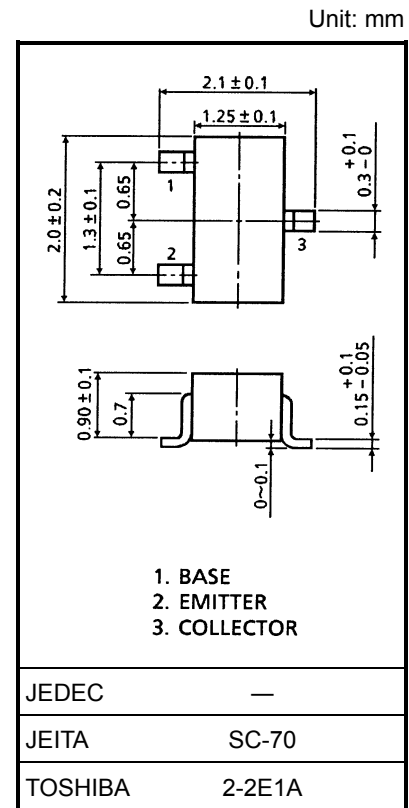 Unit: mm
2.1±0.1
1.25±0.1
+0.1
0.3-0
2.0±0.2
1.3±0.1
0.65
0.65
1
2
3
0.90±0.1
0.7
+0.1
0.15-0.05
0~0.1
1. BASE
2. EMITTER
3. COLLECTOR
JEDEC —
JEITA SC-70
TOSHIBA 2-2E1A